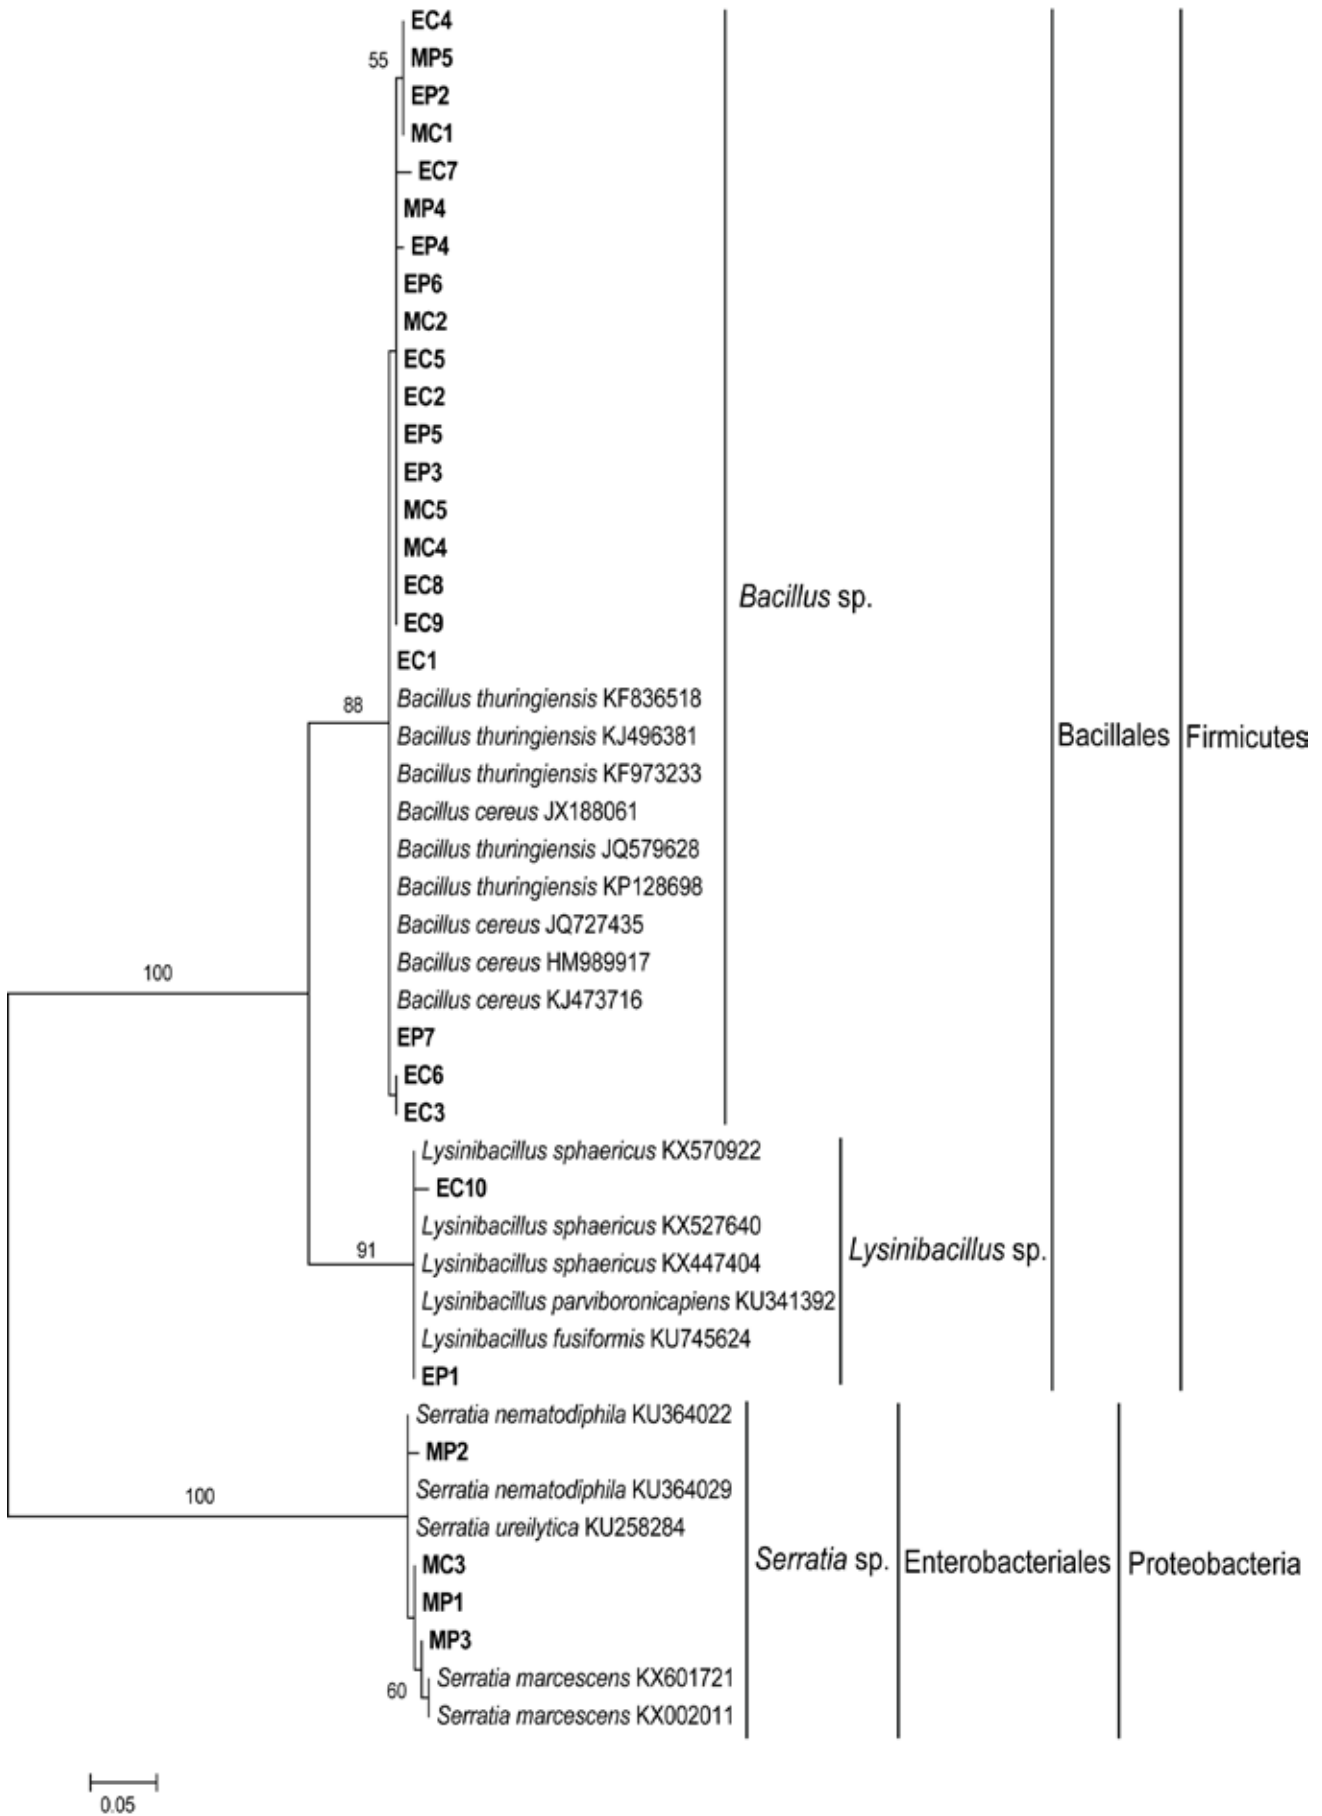 EC4
55
MP5
EP2
MC1
EC7
MP4
EP4
EP6
MC2
EC5
EC2
EP5
EP3
MC5
MC4
EC8
Bacillus sp.
EC9
EC1
88
Bacillus thuringiensis KF836518
Bacillus thuringiensis KJ496381
Bacillales
Firmicutes
Bacillus thuringiensis KF973233
Bacillus cereus JX188061
Bacillus thuringiensis JQ579628
Bacillus thuringiensis KP128698
Bacillus cereus JQ727435
Bacillus cereus HM989917
100
Bacillus cereus KJ473716
EP7
EC6
EC3
Lysinibacillus sphaericus KX570922
EC10
Lysinibacillus sphaericus KX527640
91
Lysinibacillus sp.
Lysinibacillus sphaericus KX447404
Lysinibacillus parviboronicapiens KU341392
Lysinibacillus fusiformis KU745624
EP1
Serratia nematodiphila KU364022
MP2
100
Serratia nematodiphila KU364029
Serratia ureilytica KU258284
MC3
Serratia sp.
Enterobacteriales
Proteobacteria
MP1
MP3
Serratia marcescens KX601721
60
Serratia marcescens KX002011
0.05